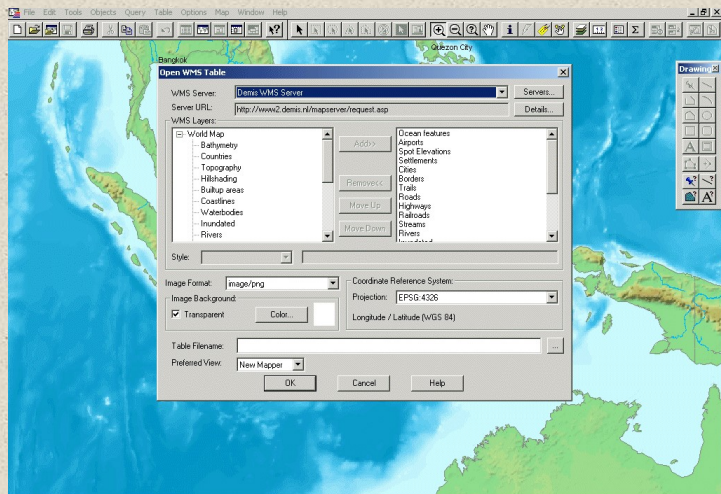 File Edit Tools Objects Query Table Options Map Window Help
Quezon City
Bangkok
Open WMS Table
WMS Server: Demis WMS Server Servers...
Server URL: http://www2.demis.nl/mapserver/request.asp Details...
WMS Layers:
World Map
Bathymetry
Countries
Topography
Hillshading
Builtup areas
Coastlines
Waterbodies
Inundated
Rivers
Add>>
Remove<<
Move Up
Move Down
Ocean features
Airports
Spot Elevations
Settlements
Cities
Borders
Trails
Roads
Highways
Railroads
Streams
Rivers
Inundated
Style:
Image Format: image/png
Image Background:
Transparent Color...
Coordinate Reference System:
Projection: EPSG:4326
Longitude / Latitude (WGS 84)
Table Filename: ...
Preferred View: New Mapper
OK Cancel Help
Drawing
A
A